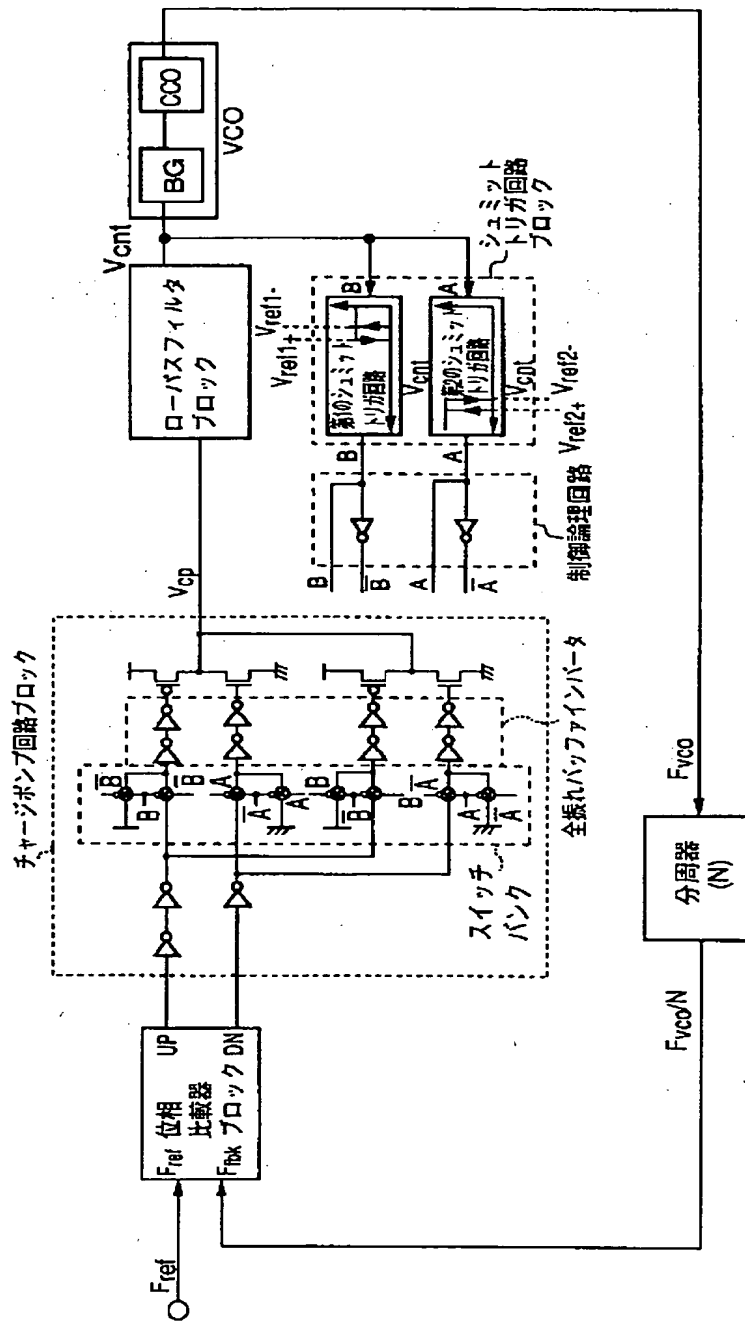 チャージポンプ回路ブロック
Fref
Fref 位相
比較器
Ffbk ブロック
UP
DN
B̅
B
B̅
B
A
A̅
A
B
B̅
B
A̅
A
A̅
スイッチ
バンク
全振れバッファインバータ
Vcp
ローパスフィルタ
ブロック
Vcnt
BG
CCO
VCO
シュミット
トリガ回路
ブロック
B
第1のシュミット
トリガ回路
Vref1+
Vref1-
Vcnt
B
A
第2のシュミット
トリガ回路
Vcnt
Vref2+
Vref2-
A
B
B̅
A
A̅
制御論理回路
Fvco
分周器
(N)
Fvco/N